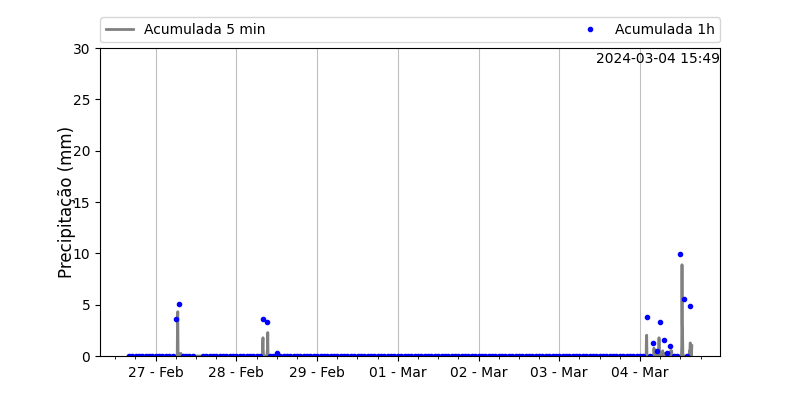 Acumulada 5 min Acumulada 1h
2024-03-04 15:49
Precipitação (mm)
30
25
20
15
10
5
0
27 - Feb 28 - Feb 29 - Feb 01 - Mar 02 - Mar 03 - Mar 04 - Mar